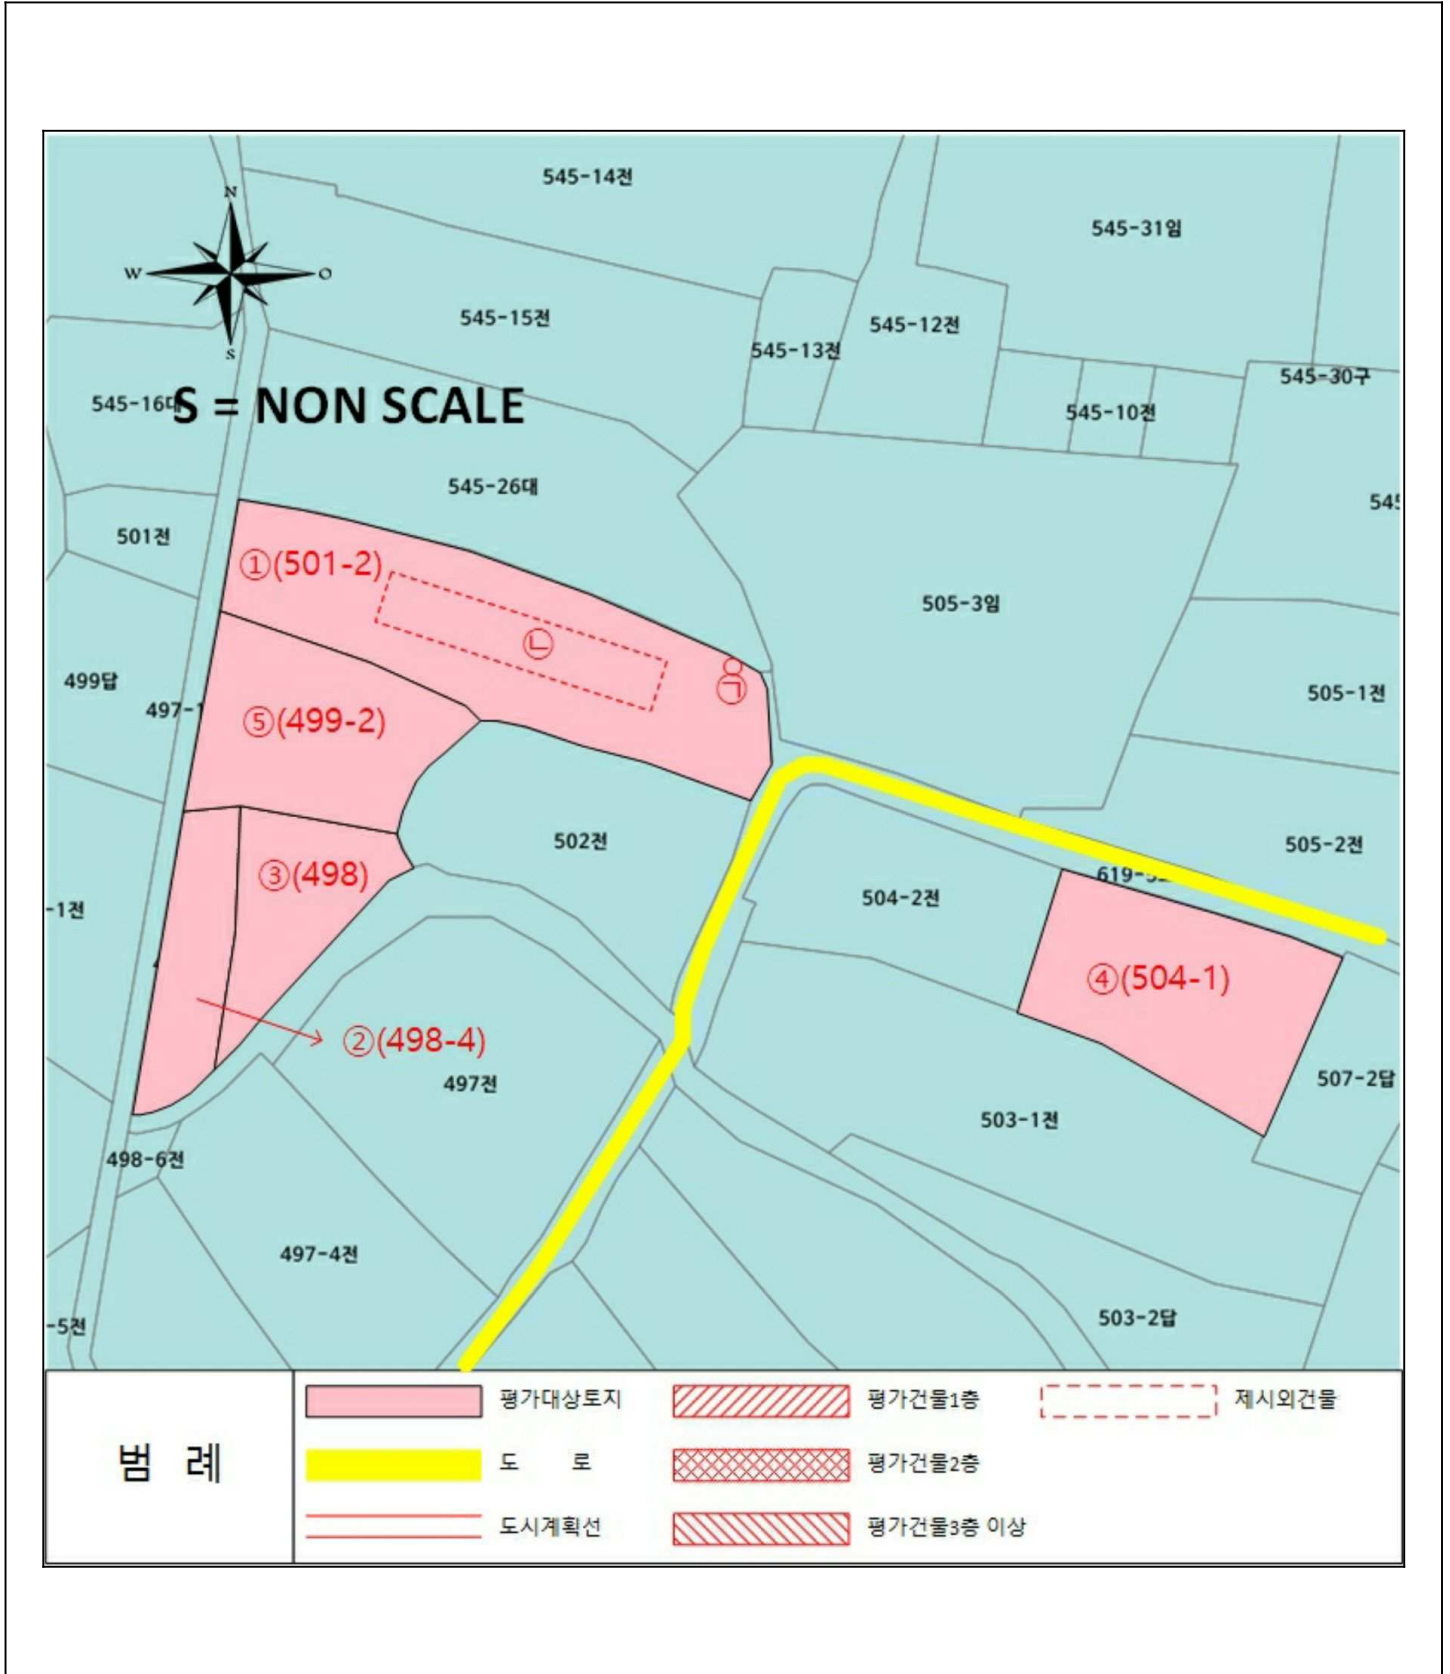 545-14전
545-31임
N
W
O
S
545-15전
545-12전
545-13전
545-30구
545-16대
S = NON SCALE
545-10전
545-26대
501전
①(501-2)
㉡
505-3임
499답
㉠
505-1전
497-1
⑤(499-2)
502전
505-2전
③(498)
619-
504-2전
-1전
④(504-1)
②(498-4)
497전
507-2답
503-1전
498-6전
497-4전
503-2답
-5전
범 례
평가대상토지
평가건물1층
제시외건물
도 로
평가건물2층
도시계획선
평가건물3층 이상